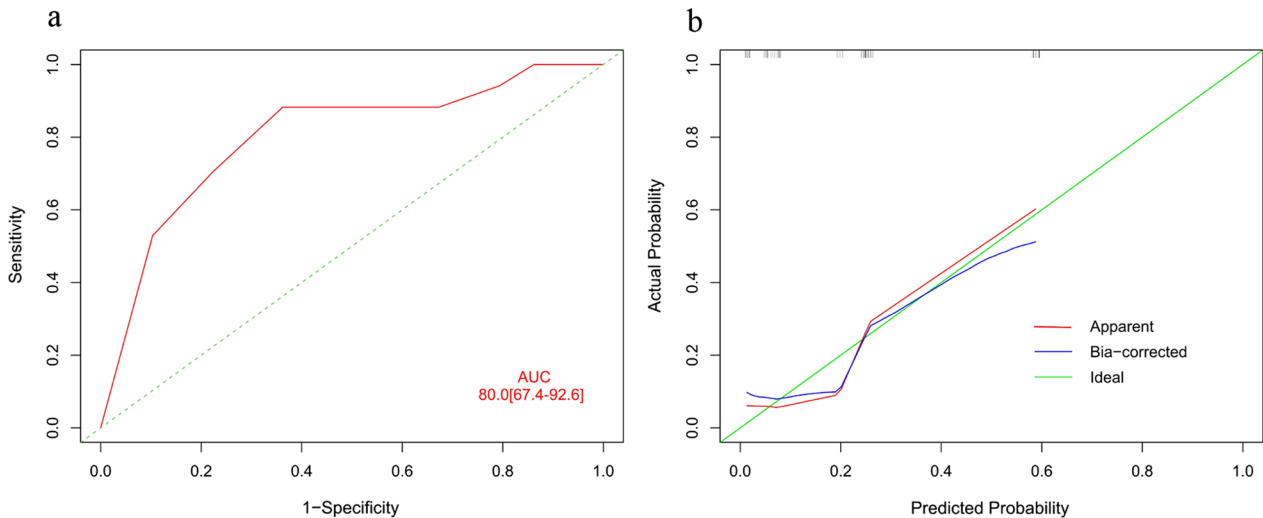 a
Sensitivity
1.0
0.8
0.6
0.4
0.2
0.0
AUC
80.0[67.4-92.6]
0.0 0.2 0.4 0.6 0.8 1.0
1−Specificity
b
Actual Probability
1.0
0.8
0.6
0.4
0.2
0.0
Apparent
Bia−corrected
Ideal
0.0 0.2 0.4 0.6 0.8 1.0
Predicted Probability